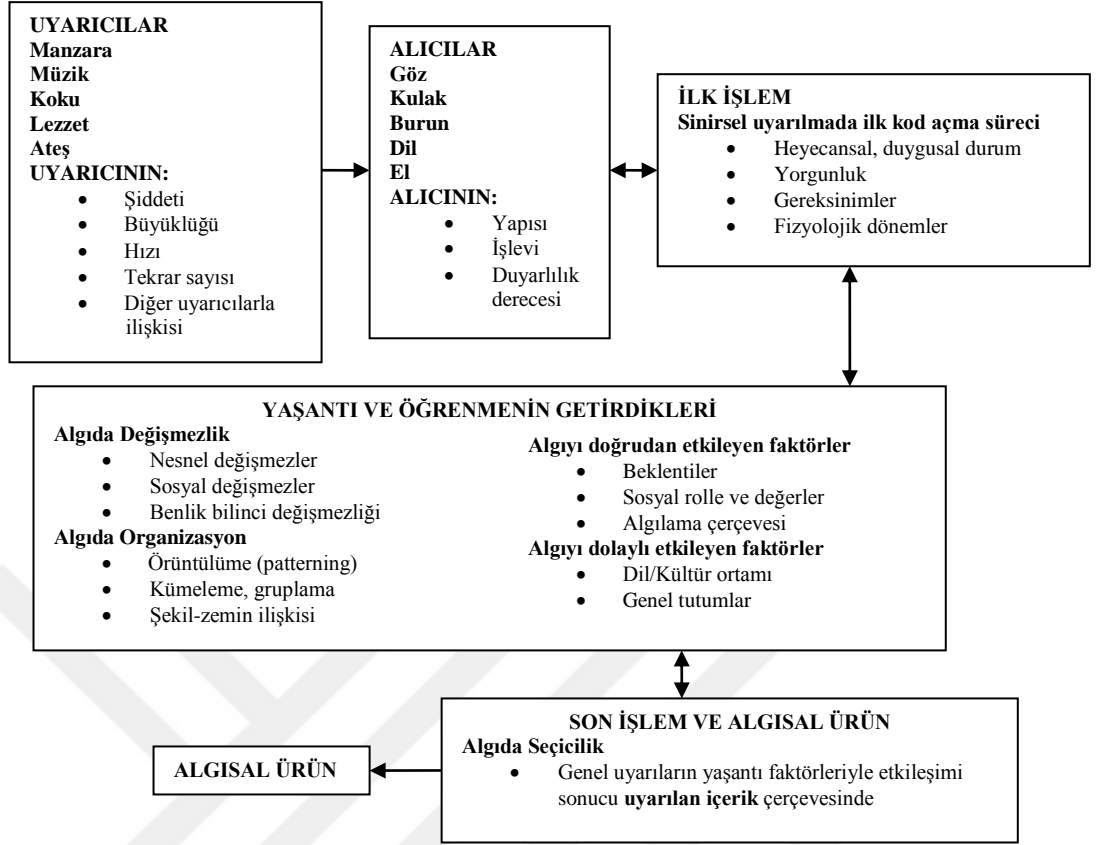 UYARICILAR
Manzara
Müzik
Koku
Lezzet
Ateş
UYARICININ:
• Şiddeti
• Büyüklüğü
• Hızı
• Tekrar sayısı
• Diğer uyarıcılarla
ilişkisi
ALICILAR
Göz
Kulak
Burun
Dil
El
ALICININ:
• Yapısı
• İşlevi
• Duyarlılık
derecesi
İLK İŞLEM
Sinirsel uyarılmada ilk kod açma süreci
• Heyecansal, duygusal durum
• Yorgunluk
• Gereksinimler
• Fizyolojik dönemler
YAŞANTI VE ÖĞRENMENİN GETİRDİKLERİ
Algıda Değişmezlik
• Nesnel değişmezler
• Sosyal değişmezler
• Benlik bilinci değişmezliği
Algıda Organizasyon
• Örüntülüme (patterning)
• Kümeleme, gruplama
• Şekil-zemin ilişkisi
Algıyı doğrudan etkileyen faktörler
• Beklentiler
• Sosyal rolle ve değerler
• Algılama çerçevesi
Algıyı dolaylı etkileyen faktörler
• Dil/Kültür ortamı
• Genel tutumlar
SON İŞLEM VE ALGISAL ÜRÜN
Algıda Seçicilik
• Genel uyarıların yaşantı faktörleriyle etkileşimi
sonucu uyarılan içerik çerçevesinde
ALGISAL ÜRÜN